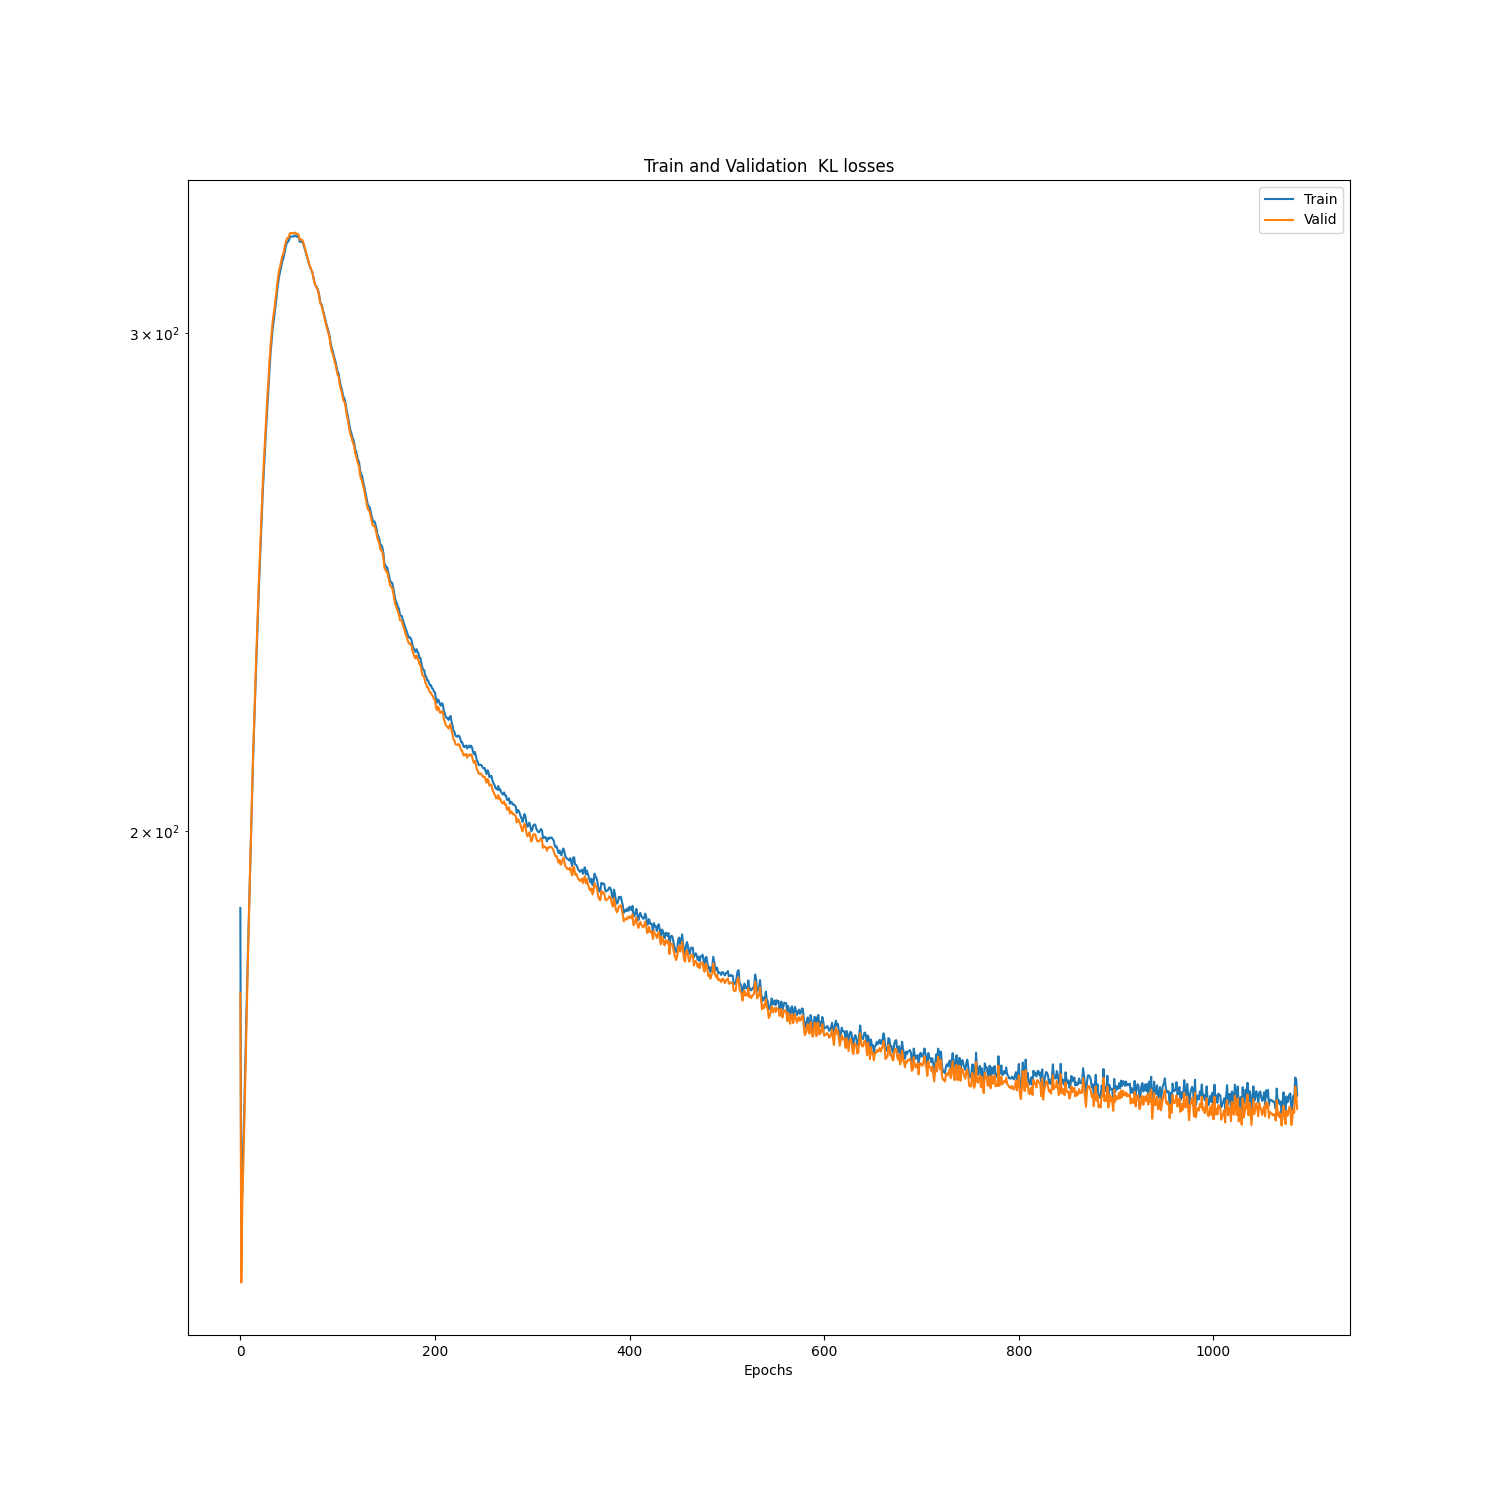 Train and Validation  KL losses
Train
Valid
3 × 10²
2 × 10²
0 200 400 600 800 1000
Epochs